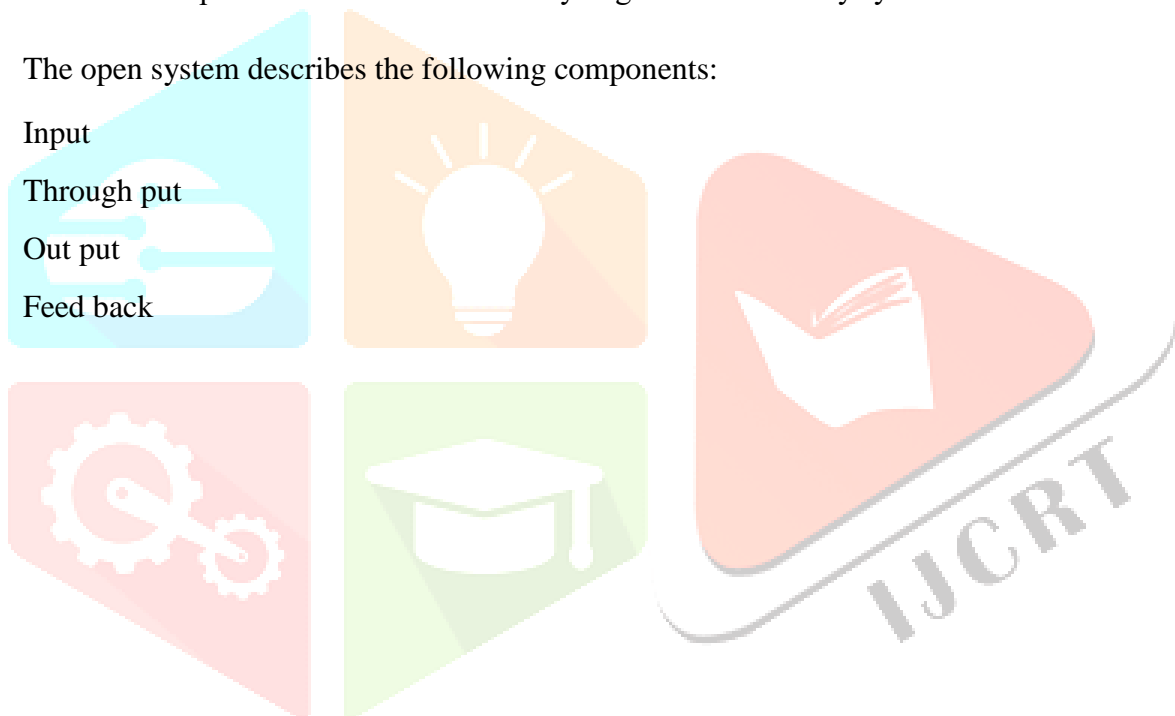 The open system describes the following components:
Input
Through put
Out put
Feed back
IJCRT